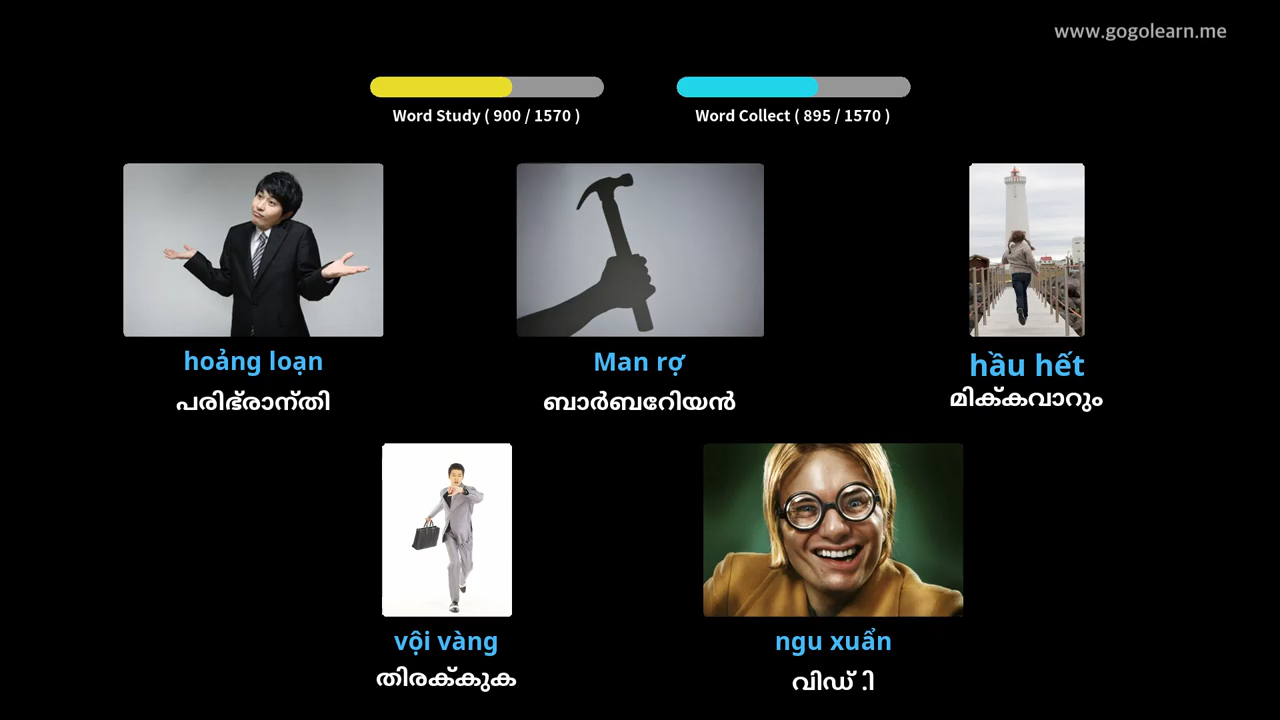 www.gogolearn.me
Word Study ( 900 / 1570 )
Word Collect ( 895 / 1570 )
hoảng loạn
Man rợ
hầu hết
പരിഭ്രാന്തി
ബാർബേറിയൻ
മിക്കവാറും
vội vàng
ngu xuẩn
തിരക്കുക